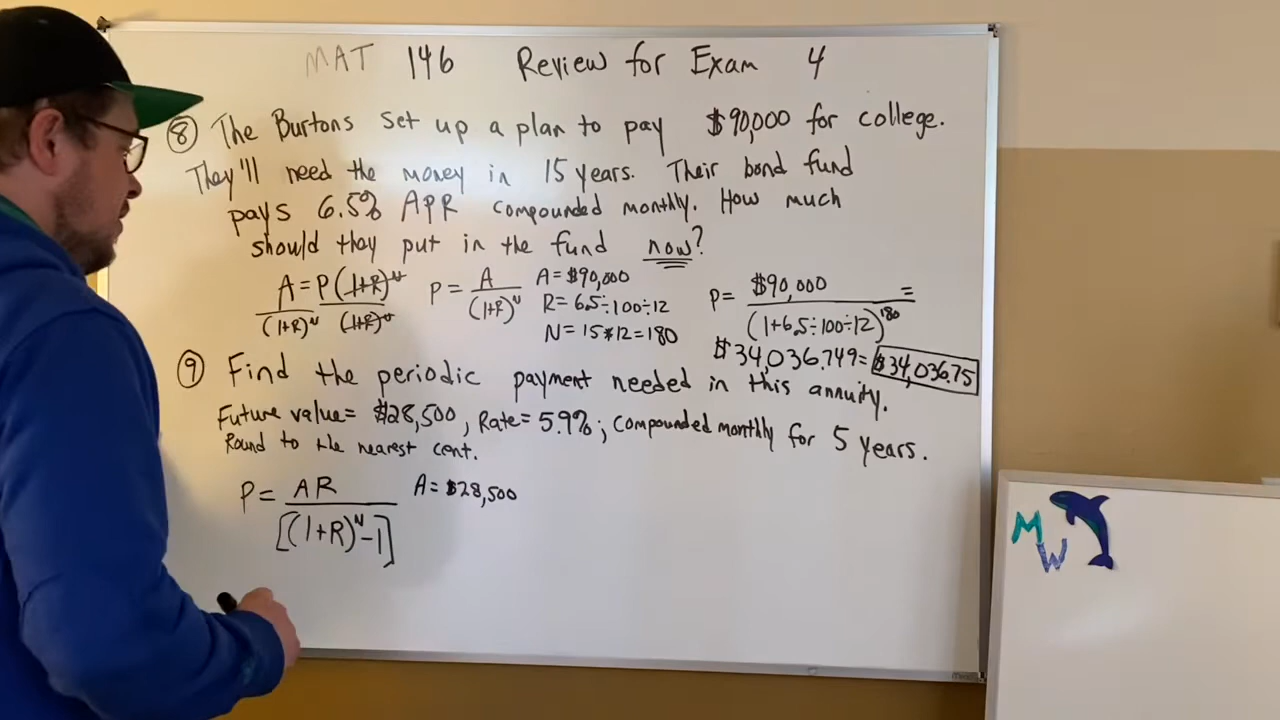 MAT 146 Review for Exam 4
⑧ The Burtons set up a plan to pay $90,000 for college.
They'll need the money in 15 years. Their bond fund
pays 6.5% APR compounded monthly. How much
should they put in the fund now?
A = P(1+R)^N / (1+R)^N (1+R)^N
P = A / (1+R)^N
A = $90,000
R = 6.5÷100÷12
N = 15*12=180
P = $90,000 / (1+6.5÷100÷12)^180 =
$34,036.749 = $34,036.75
⑨ Find the periodic payment needed in this annuity.
Future value = $28,500, Rate = 5.9%; Compounded monthly for 5 years.
Round to the nearest cent.
P = AR / [(1+R)^N - 1]
A = $28,500
MW